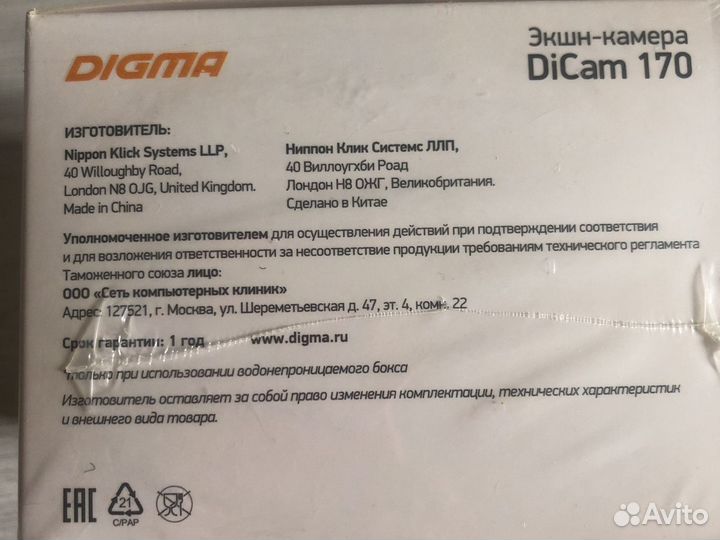 DIGMA
Экшн-камера
DiCam 170
ИЗГОТОВИТЕЛЬ:
Nippon Klick Systems LLP,
40 Willoughby Road,
London N8 OJG, United Kingdom.
Made in China
Ниппон Клик Системс ЛЛП,
40 Виллоугхби Роад
Лондон Н8 ОЖГ, Великобритания.
Сделано в Китае
Уполномоченное изготовителем для осуществления действий при подтверждении соответствия
и для возложения ответственности за несоответствие продукции требованиям технического регламента
Таможенного союза лицо:
ООО «Сеть компьютерных клиник»
Адрес: 127521, г. Москва, ул. Шереметьевская д. 47, эт. 4, комн. 22
Срок гарантии: 1 год
www.digma.ru
*только при использовании водонепроницаемого бокса
Изготовитель оставляет за собой право изменения комплектации, технических характеристик
и внешнего вида товара.
EAC
21
C/PAP
Avito